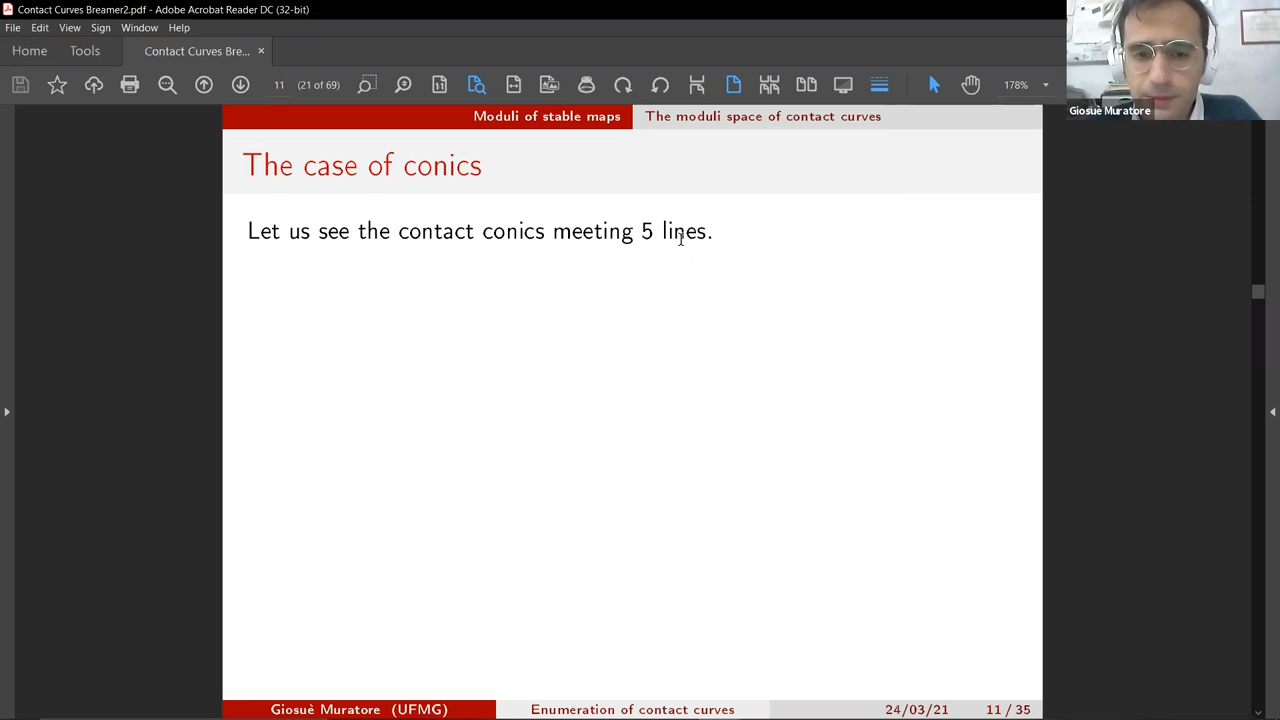 Contact Curves Breamer2.pdf - Adobe Acrobat Reader DC (32-bit)
File Edit View Sign Window Help
Home Tools Contact Curves Brea... ×
11 (21 of 69) 178%
Giosuè Muratore
Moduli of stable maps The moduli space of contact curves
The case of conics
Let us see the contact conics meeting 5 lines.
Giosuè Muratore (UFMG) Enumeration of contact curves 24/03/21 11 / 35